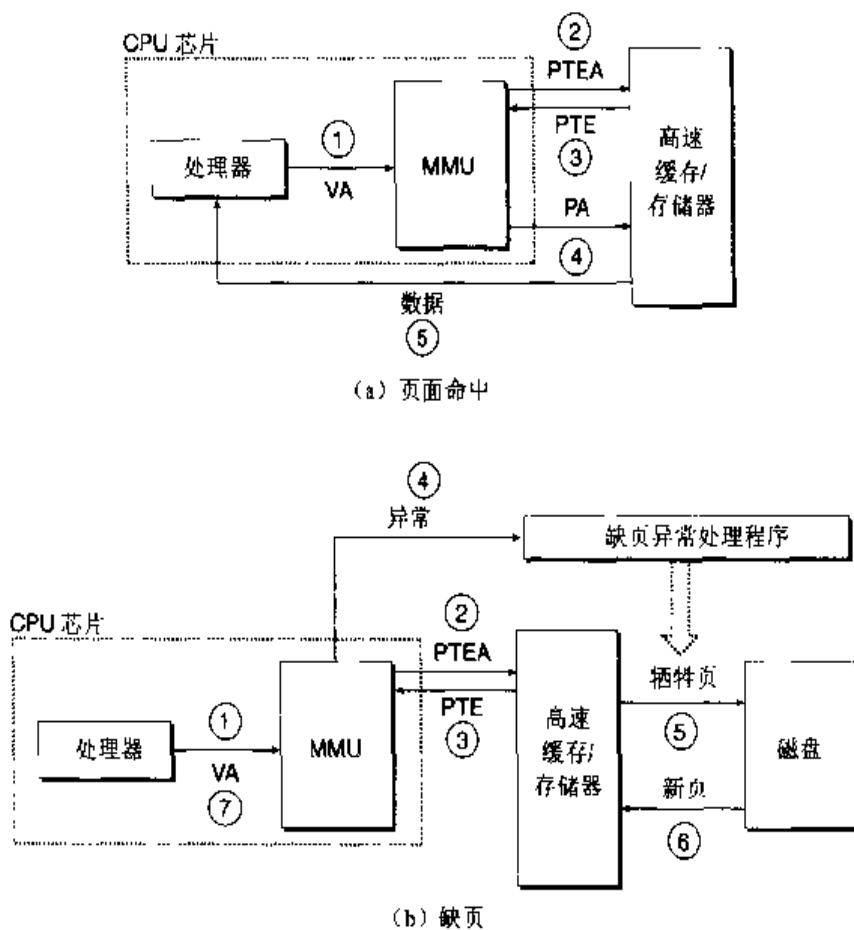 CPU 芯片
②
PTEA
处理器
①
VA
MMU
PTE
③
高速
缓存/
存储器
PA
④
数据
⑤
(a) 页面命中
④
异常
缺页异常处理程序
CPU 芯片
②
PTEA
处理器
①
VA
⑦
MMU
PTE
③
高速
缓存/
存储器
牺牲页
⑤
新页
⑥
磁盘
(b) 缺页